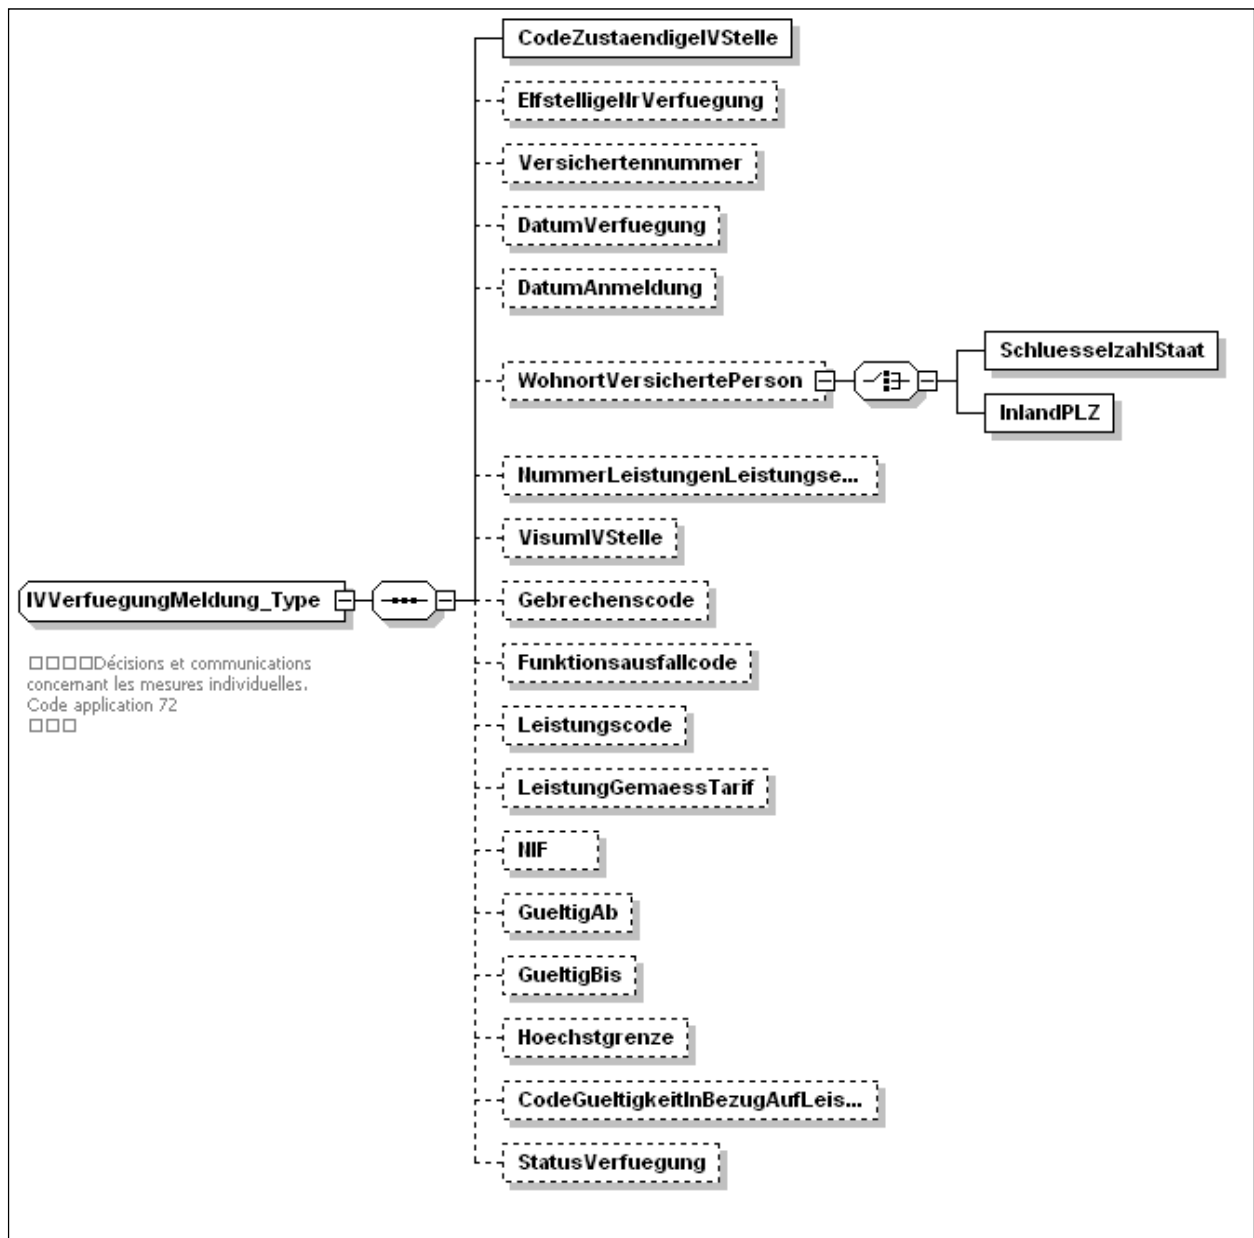 CodeZustaendigeIVStelle
ElfstelligeNrVerfuegung
Versichertennummer
DatumVerfuegung
DatumAnmeldung
WohnortVersichertePerson
SchluesselzahlStaat
InlandPLZ
NummerLeistungenLeistungse...
VisumIVStelle
IVVerfuegungMeldung_Type
Gebrechenscode
□□□□Décisions et communications
concernant les mesures individuelles.
Code application 72
□□□
Funktionsausfallcode
Leistungscode
LeistungGemaessTarif
NIF
GueltigAb
GueltigBis
Hoechstgrenze
CodeGueltigkeitInBezugAufLeis...
StatusVerfuegung